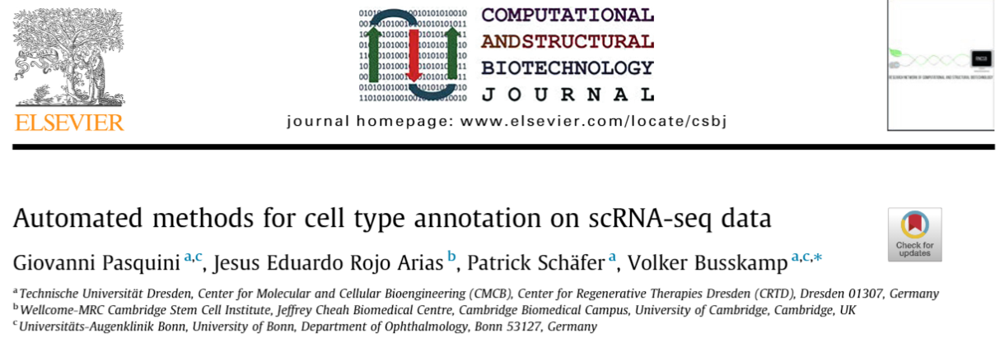 COMPUTATIONAL
ANDSTRUCTURAL
BIOTECHNOLOGY
JOURNAL
ELSEVIER
journal homepage: www.elsevier.com/locate/csbj
Automated methods for cell type annotation on scRNA-seq data
Check for
updates
Giovanni Pasquini a,c, Jesus Eduardo Rojo Arias b, Patrick Schäfer a, Volker Busskamp a,c,*
a Technische Universität Dresden, Center for Molecular and Cellular Bioengineering (CMCB), Center for Regenerative Therapies Dresden (CRTD), Dresden 01307, Germany
b Wellcome-MRC Cambridge Stem Cell Institute, Jeffrey Cheah Biomedical Centre, Cambridge Biomedical Campus, University of Cambridge, Cambridge, UK
c Universitäts-Augenklinik Bonn, University of Bonn, Department of Ophthalmology, Bonn 53127, Germany